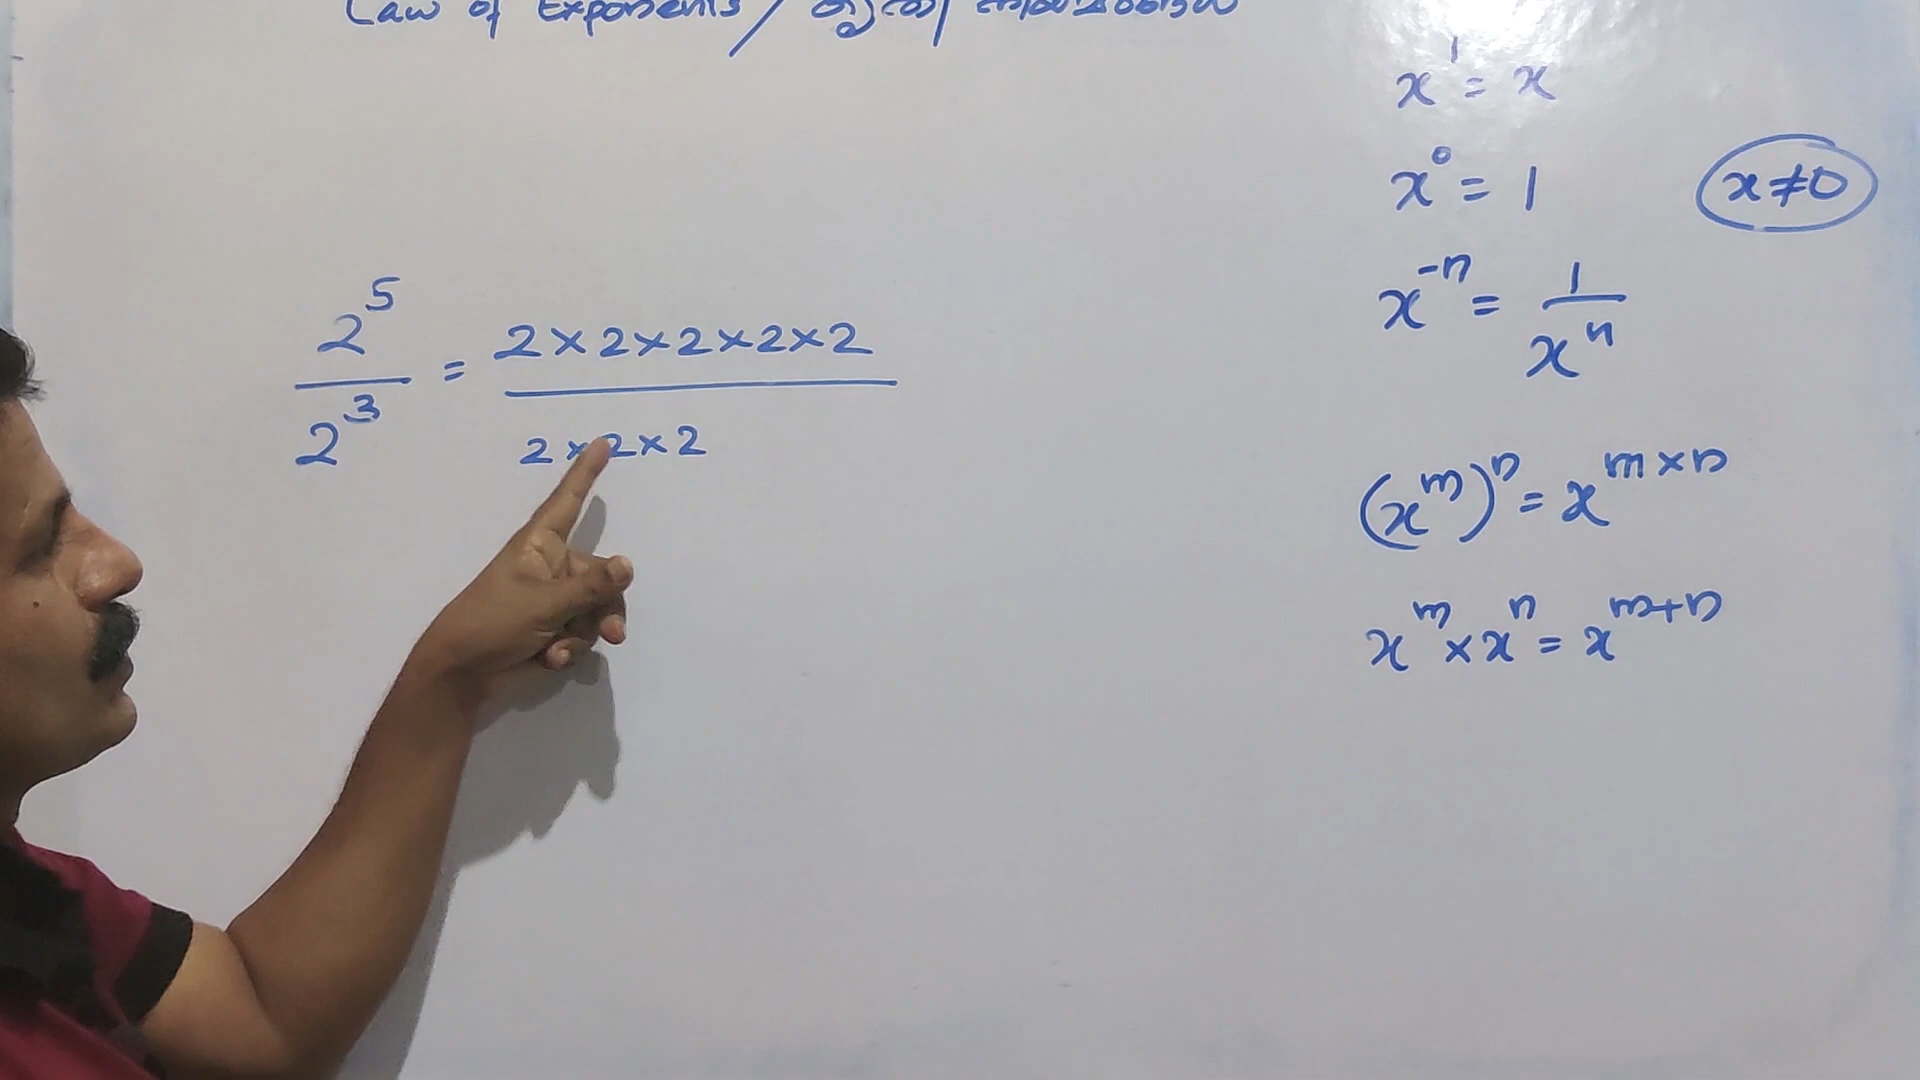 Law of Exponents /
2⁵/2³ = 2×2×2×2×2 / 2×2×2
x¹ = x
x⁰ = 1 x≠0
x⁻ⁿ = 1/xⁿ
(xᵐ)ⁿ = xᵐˣⁿ
xᵐ × xⁿ = xᵐ⁺ⁿ